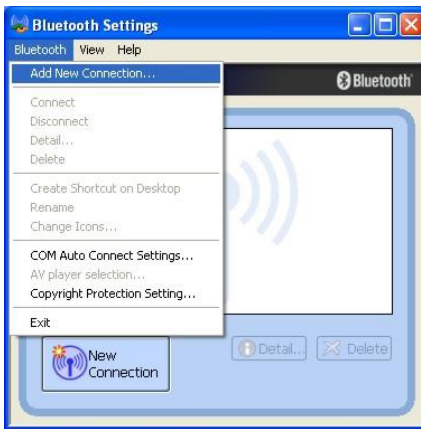 Bluetooth Settings
Bluetooth View Help
Add New Connection...
Bluetooth
Connect
Disconnect
Detail...
Delete
Create Shortcut on Desktop
Rename
Change Icons...
COM Auto Connect Settings...
AV player selection...
Copyright Protection Setting...
Exit
New
Connection
Detail...
Delete